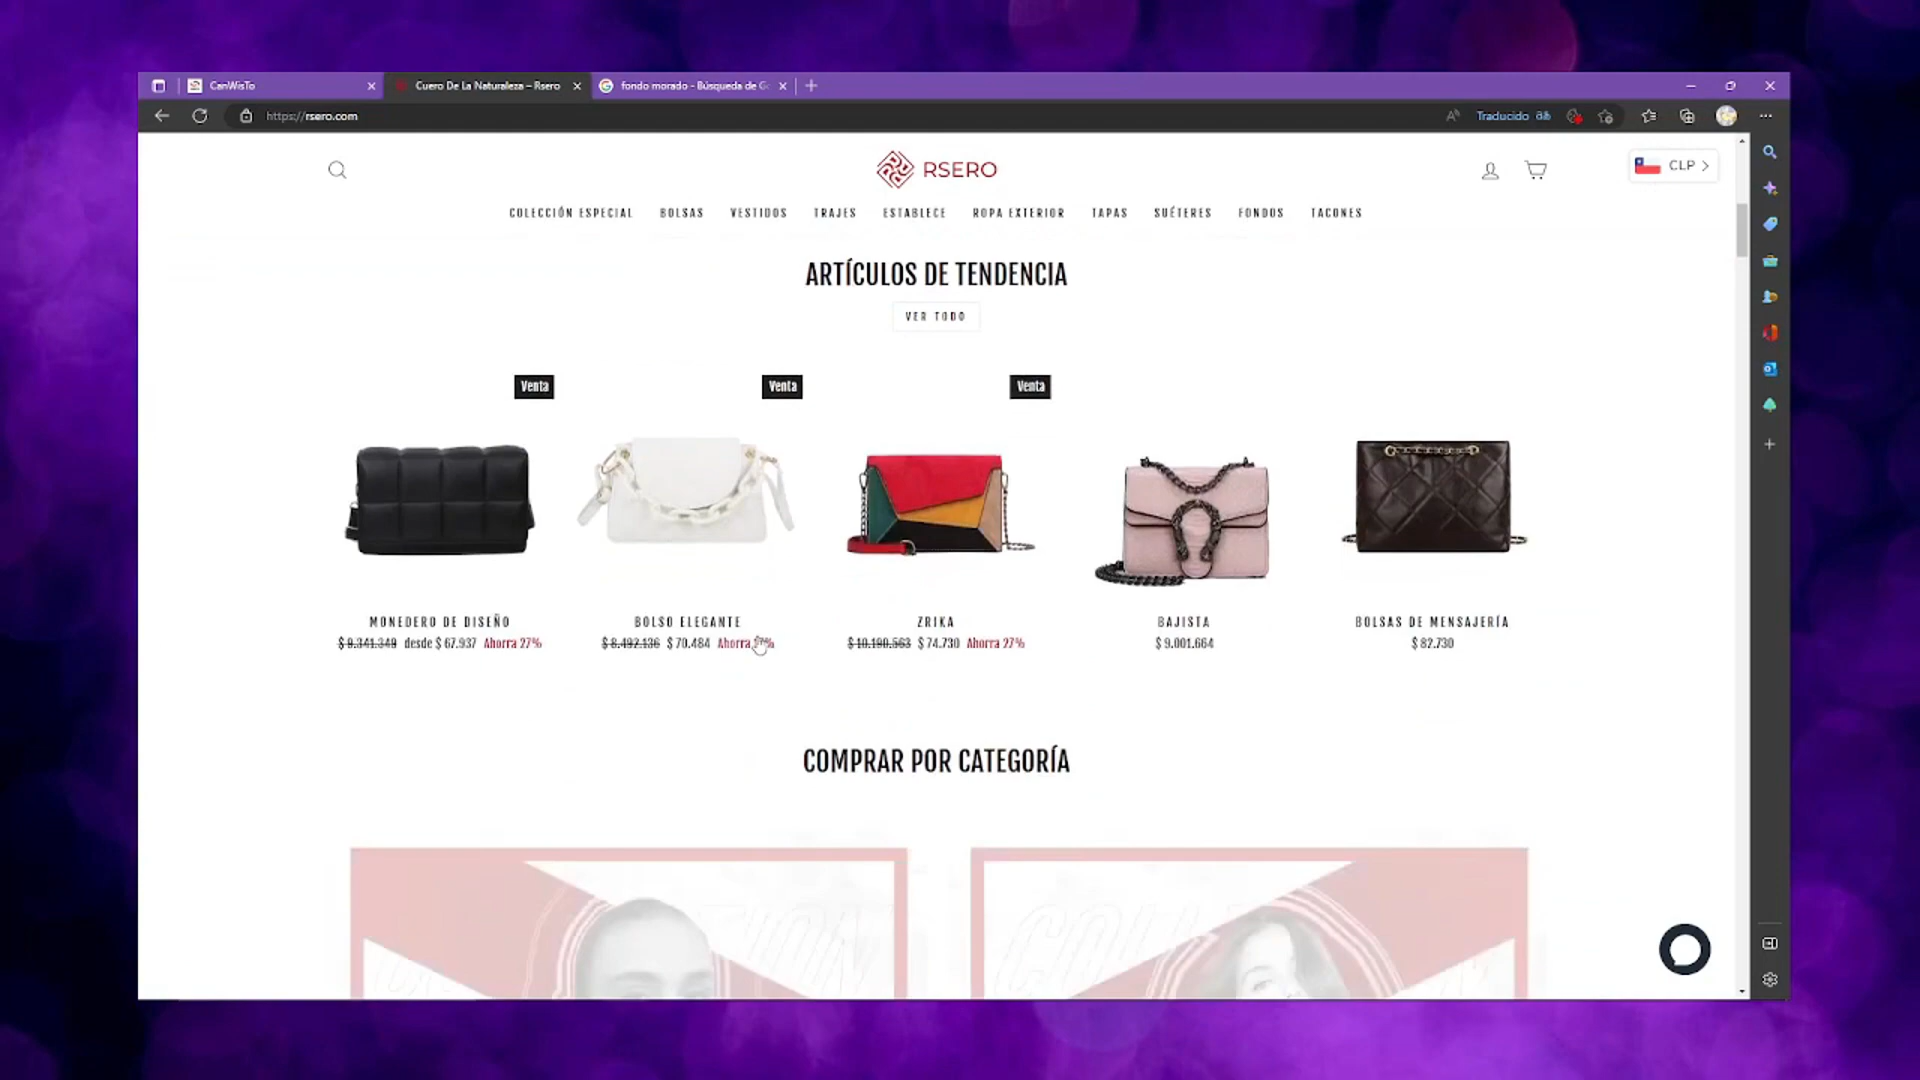 CanWisTo
Cuero De La Naturaleza – Rsero
fondo morado - Búsqueda de Go
https://rsero.com
Traducido
RSERO
CLP
COLECCIÓN ESPECIAL BOLSAS VESTIDOS TRAJES ESTABLECE ROPA EXTERIOR TAPAS SUÉTERES FONDOS TACONES
ARTÍCULOS DE TENDENCIA
VER TODO
Venta Venta Venta
MONEDERO DE DISEÑO
$ 9.341.349 desde $ 67.937 Ahorra 27%
BOLSO ELEGANTE
$ 8.492.136 $ 70.484 Ahorra
ZRIKA
$ 10.190.563 $ 74.730 Ahorra 27%
BAJISTA
$ 9.001.664
BOLSAS DE MENSAJERÍA
$ 82.730
COMPRAR POR CATEGORÍA